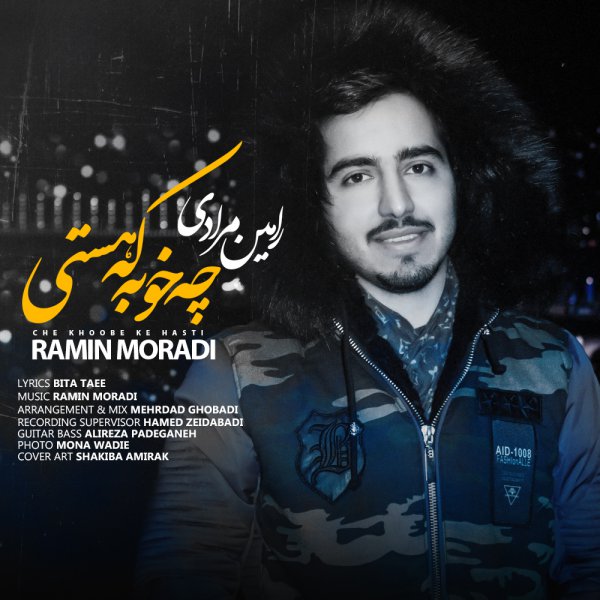 رامین مرادی
چه خوبه که هستی
CHE KHOOBE KE HASTI
RAMIN MORADI
LYRICS BITA TAEE
MUSIC RAMIN MORADI
ARRANGEMENT & MIX MEHRDAD GHOBADI
RECORDING SUPERVISOR HAMED ZEIDABADI
GUITAR BASS ALIREZA PADEGANEH
PHOTO MONA WADIE
COVER ART SHAKIBA AMIRAK
AID-1008
FASHIONALLE